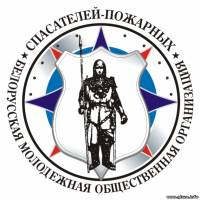 БЕЛОРУССКАЯ МОЛОДЕЖНАЯ ОБЩЕСТВЕННАЯ ОРГАНИЗАЦИЯ
СПАСАТЕЛЕЙ-ПОЖАРНЫХ